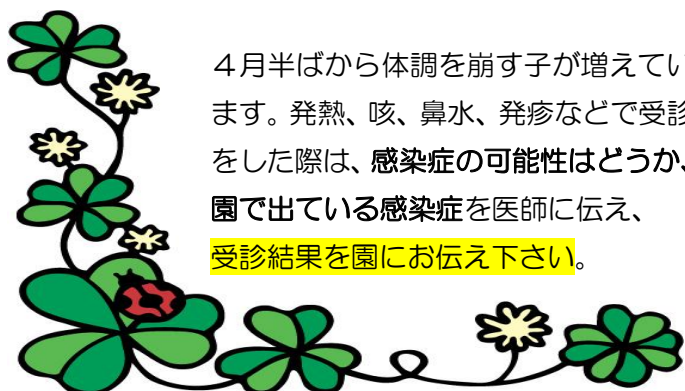 ４月半ばから体調を崩す子が増えてい
ます。発熱、咳、鼻水、発疹などで受診
をした際は、感染症の可能性はどうか、
園で出ている感染症を医師に伝え、
受診結果を園にお伝え下さい。